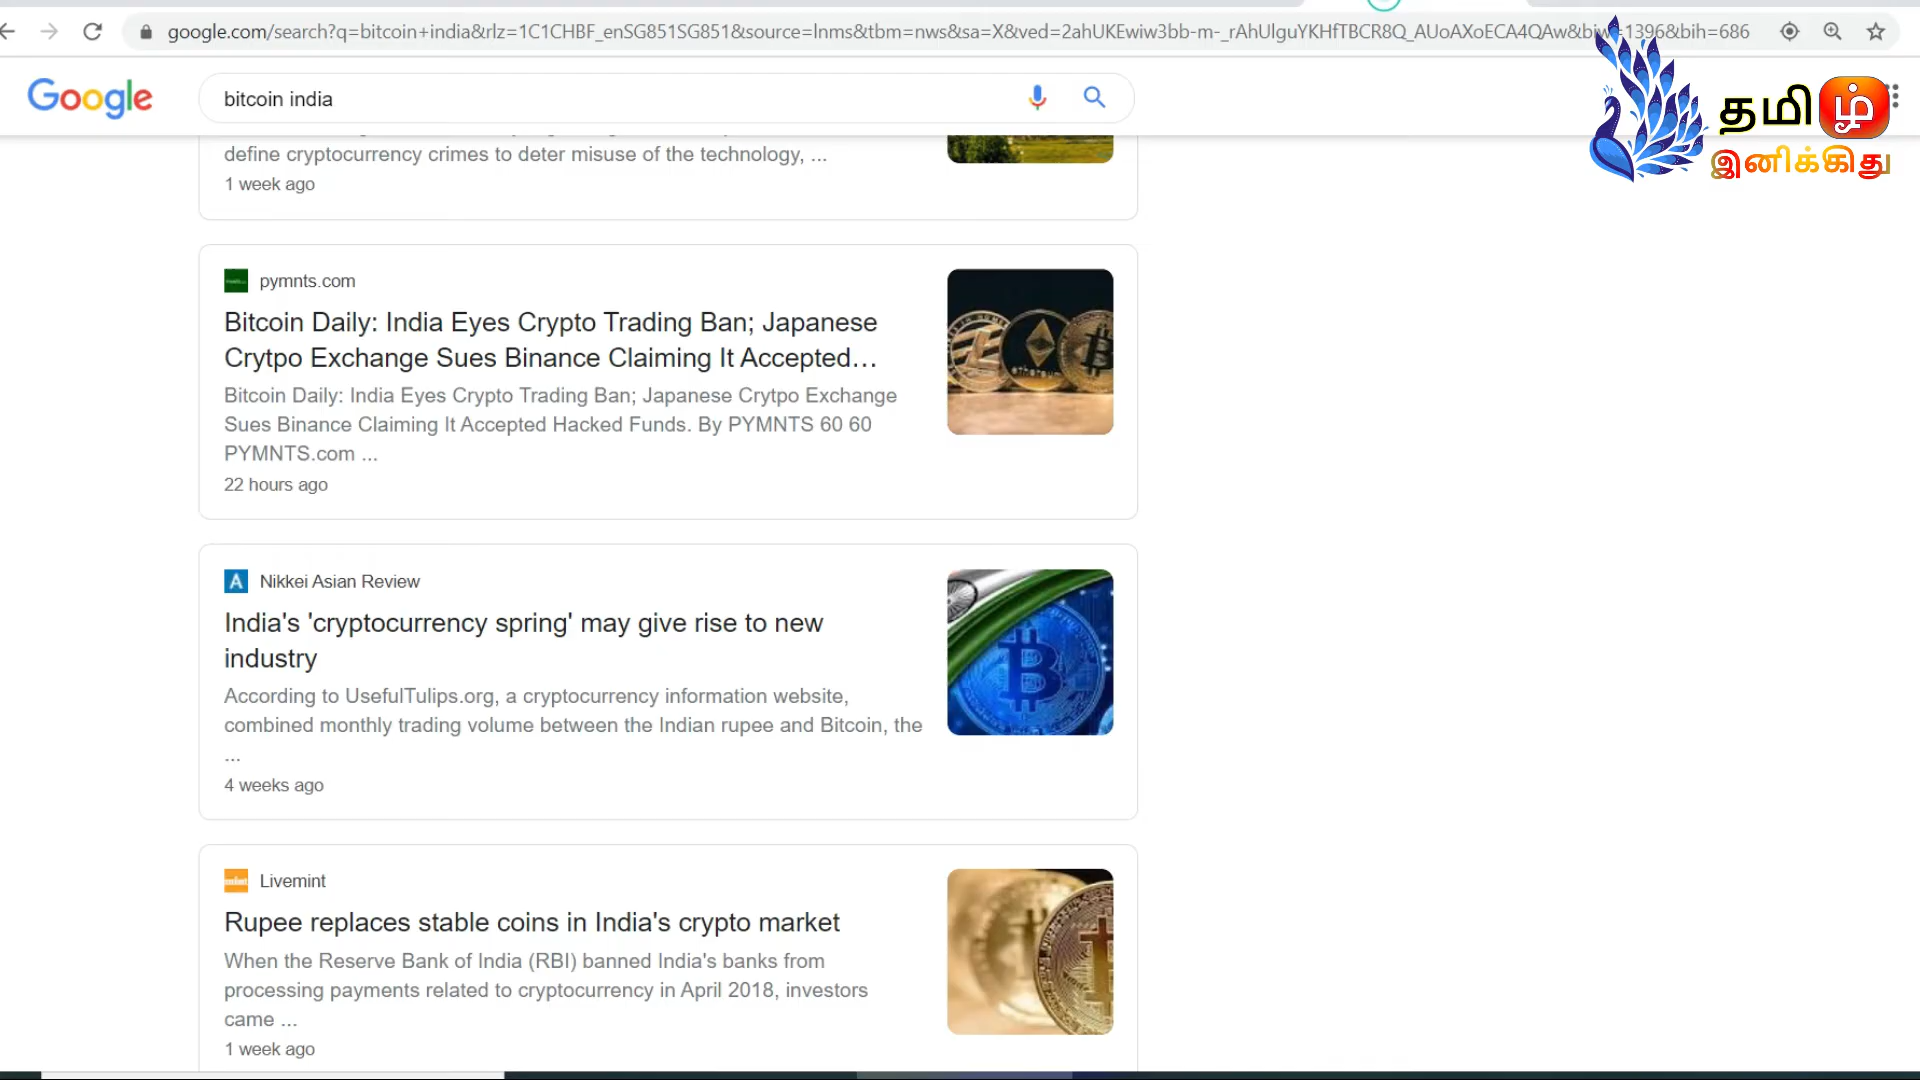 google.com/search?q=bitcoin+india&rlz=1C1CHBF_enSG851SG851&source=lnms&tbm=nws&sa=X&ved=2ahUKEwiw3bb-m-_rAhUlguYKHfTBCR8Q_AUoAXoECA4QAw&biw=1396&bih=686
Google
bitcoin india
தமிழ்
இனிக்கிது
define cryptocurrency crimes to deter misuse of the technology, ...
1 week ago
pymnts.com
Bitcoin Daily: India Eyes Crypto Trading Ban; Japanese
Crytpo Exchange Sues Binance Claiming It Accepted...
Bitcoin Daily: India Eyes Crypto Trading Ban; Japanese Crytpo Exchange
Sues Binance Claiming It Accepted Hacked Funds. By PYMNTS 60 60
PYMNTS.com ...
22 hours ago
A Nikkei Asian Review
India's 'cryptocurrency spring' may give rise to new
industry
According to UsefulTulips.org, a cryptocurrency information website,
combined monthly trading volume between the Indian rupee and Bitcoin, the
...
4 weeks ago
Livemint
Rupee replaces stable coins in India's crypto market
When the Reserve Bank of India (RBI) banned India's banks from
processing payments related to cryptocurrency in April 2018, investors
came ...
1 week ago